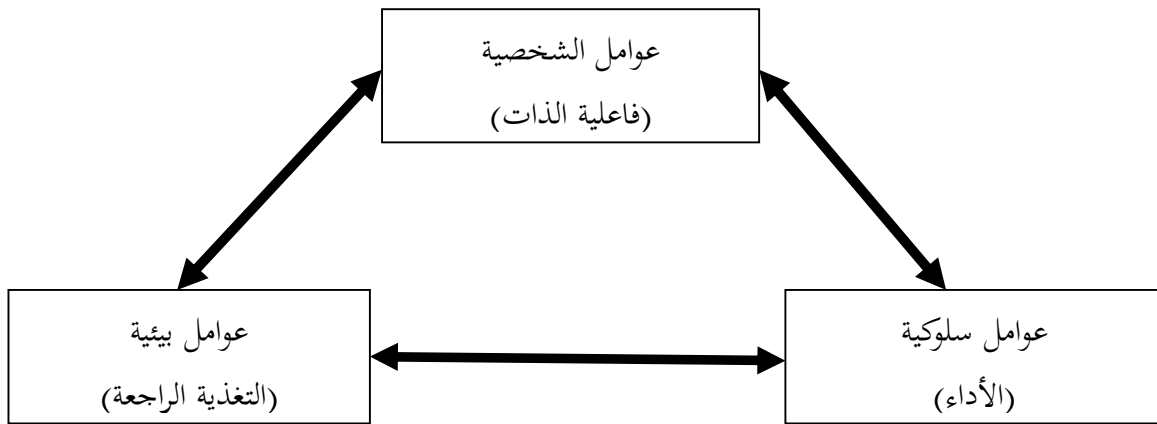 عوامل الشخصية
(فاعلية الذات)
عوامل سلوكية
(الأداء)
عوامل بيئية
(التغذية الراجعة)